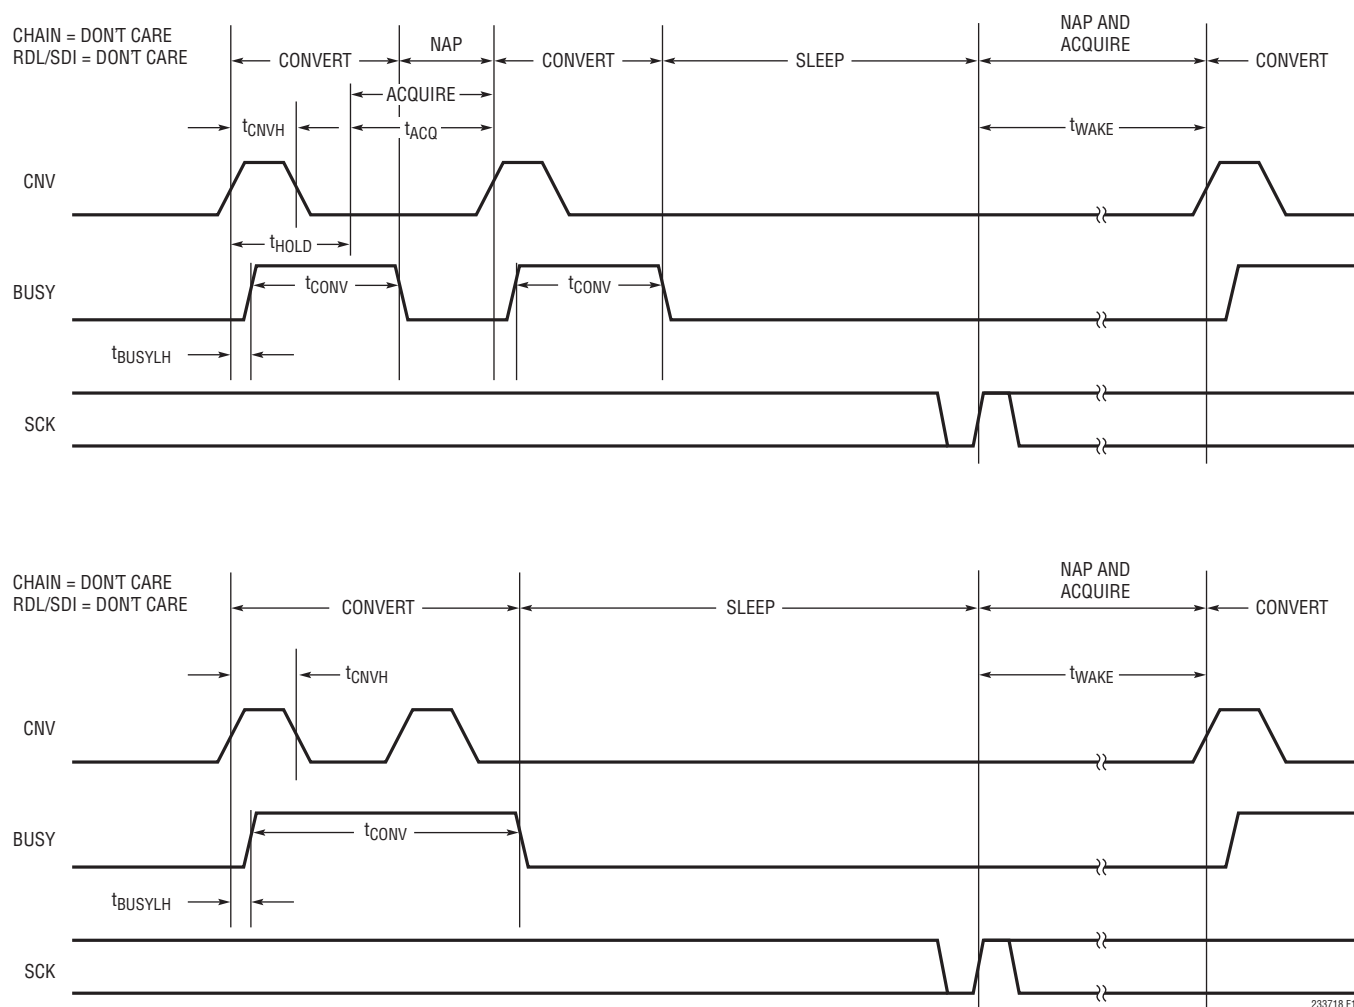 CHAIN = DON'T CARE
RDL/SDI = DON'T CARE
NAP AND
ACQUIRE
CONVERT
NAP
CONVERT
SLEEP
CONVERT
ACQUIRE
tCNVH
tACQ
tWAKE
CNV
tHOLD
BUSY
tCONV
tCONV
tBUSYLH
SCK
CHAIN = DON'T CARE
RDL/SDI = DON'T CARE
NAP AND
ACQUIRE
CONVERT
SLEEP
CONVERT
tCNVH
tWAKE
CNV
BUSY
tCONV
tBUSYLH
SCK